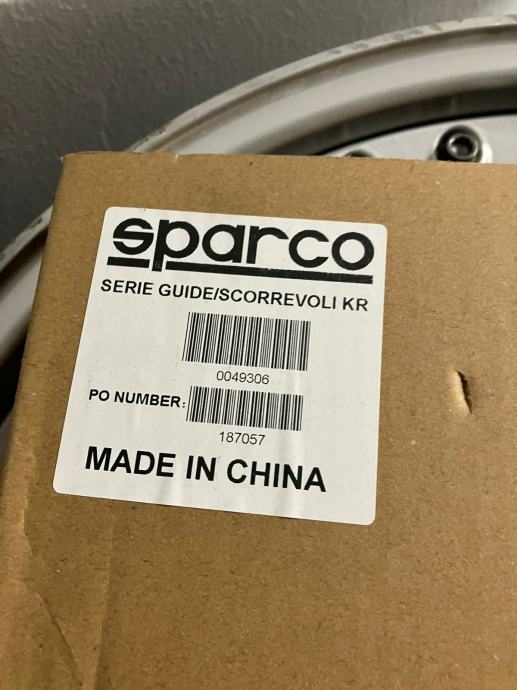 sparco
SERIE GUIDE/SCORREVOLI KR
0049306
PO NUMBER:
187057
MADE IN CHINA